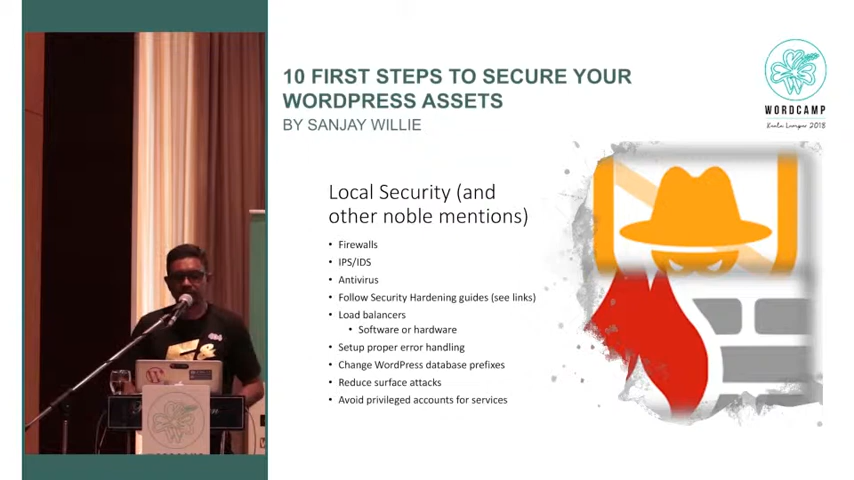 10 FIRST STEPS TO SECURE YOUR
WORDPRESS ASSETS
BY SANJAY WILLIE
WORDCAMP
Kuala Lumpur 2018
Local Security (and
other noble mentions)
• Firewalls
• IPS/IDS
• Antivirus
• Follow Security Hardening guides (see links)
• Load balancers
• Software or hardware
• Setup proper error handling
• Change WordPress database prefixes
• Reduce surface attacks
• Avoid privileged accounts for services